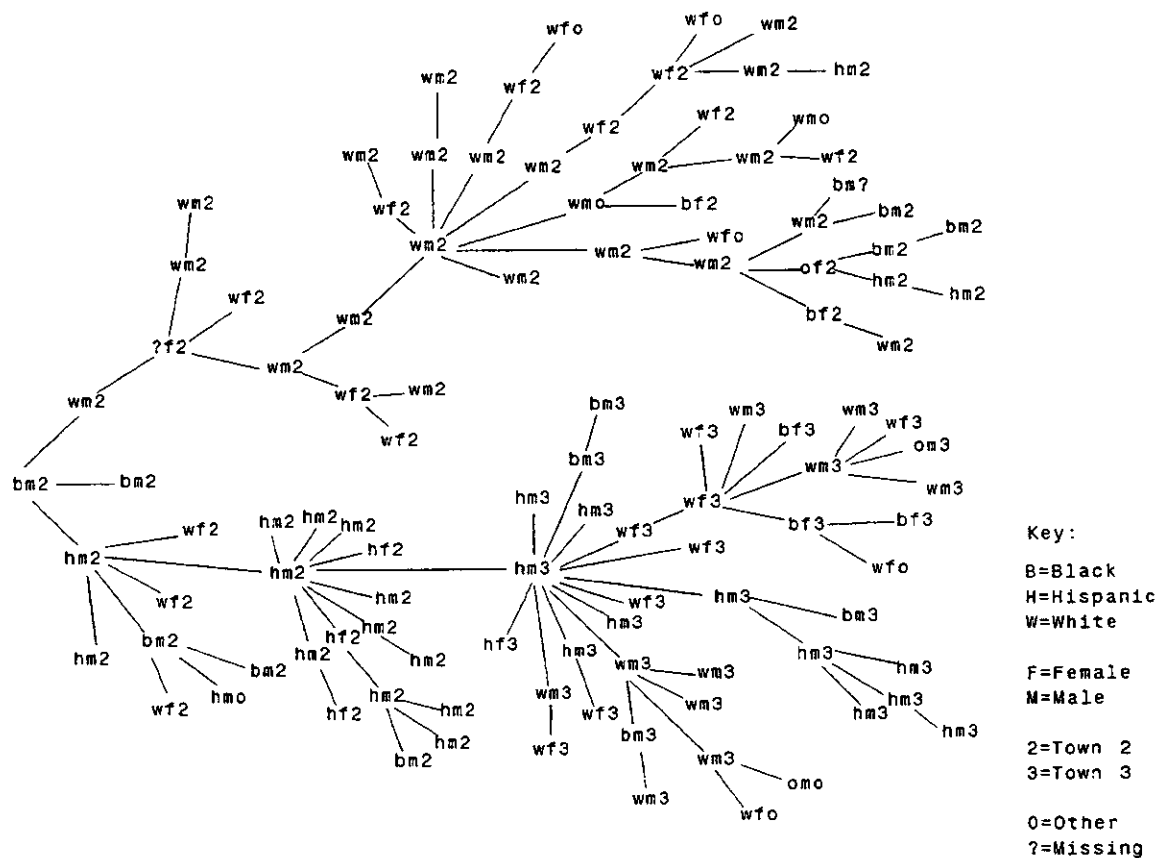 wfo
wfo
wm2
wm2
wf2
wf2
wm2
hm2
wf2
wf2
wmo
wm2
wm2
wm2
wm2
wm2
wm2
wf2
bm?
wm2
wf2
wmo
bf2
wm2
bm2
bm2
wm2
wm2
wfo
wm2
bm2
wm2
wm2
of2
hm2
hm2
wf2
wm2
bf2
?f2
wm2
wm2
wm2
wf2
wm2
wf2
bm3
wm3
wm3
wf3
wf3
bf3
om3
bm2
bm2
bm3
wm3
wm3
hm3
wf3
hm2
hm2
hm2
hm3
bf3
bf3
wf2
wf3
hm2
hf2
wf3
wfo
hm2
hm3
Key:
B=Black
H=Hispanic
W=White
wf2
hm2
wf3
hm3
hm3
bm3
hm2
bm2
hf2
hm2
hm2
hf3
hm3
hm2
bm2
hm3
hm3
wm3
wm3
F=Female
M=Male
wf2
hmo
hf2
hm2
hm2
wm3
wf3
wm3
hm3
hm3
hm3
bm2
hm2
wf3
bm3
wm3
2=Town 2
3=Town 3
omo
wm3
wfo
O=Other
?=Missing